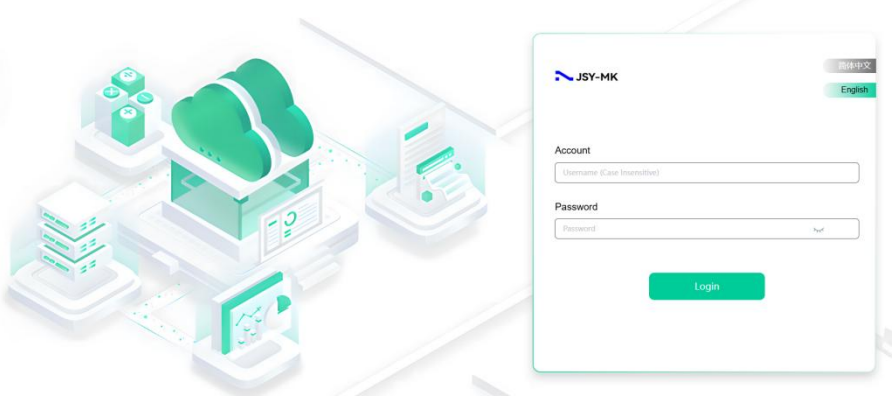 JSY-MK
简体中文
English
Account
Username (Case Insensitive)
Password
Password
Login